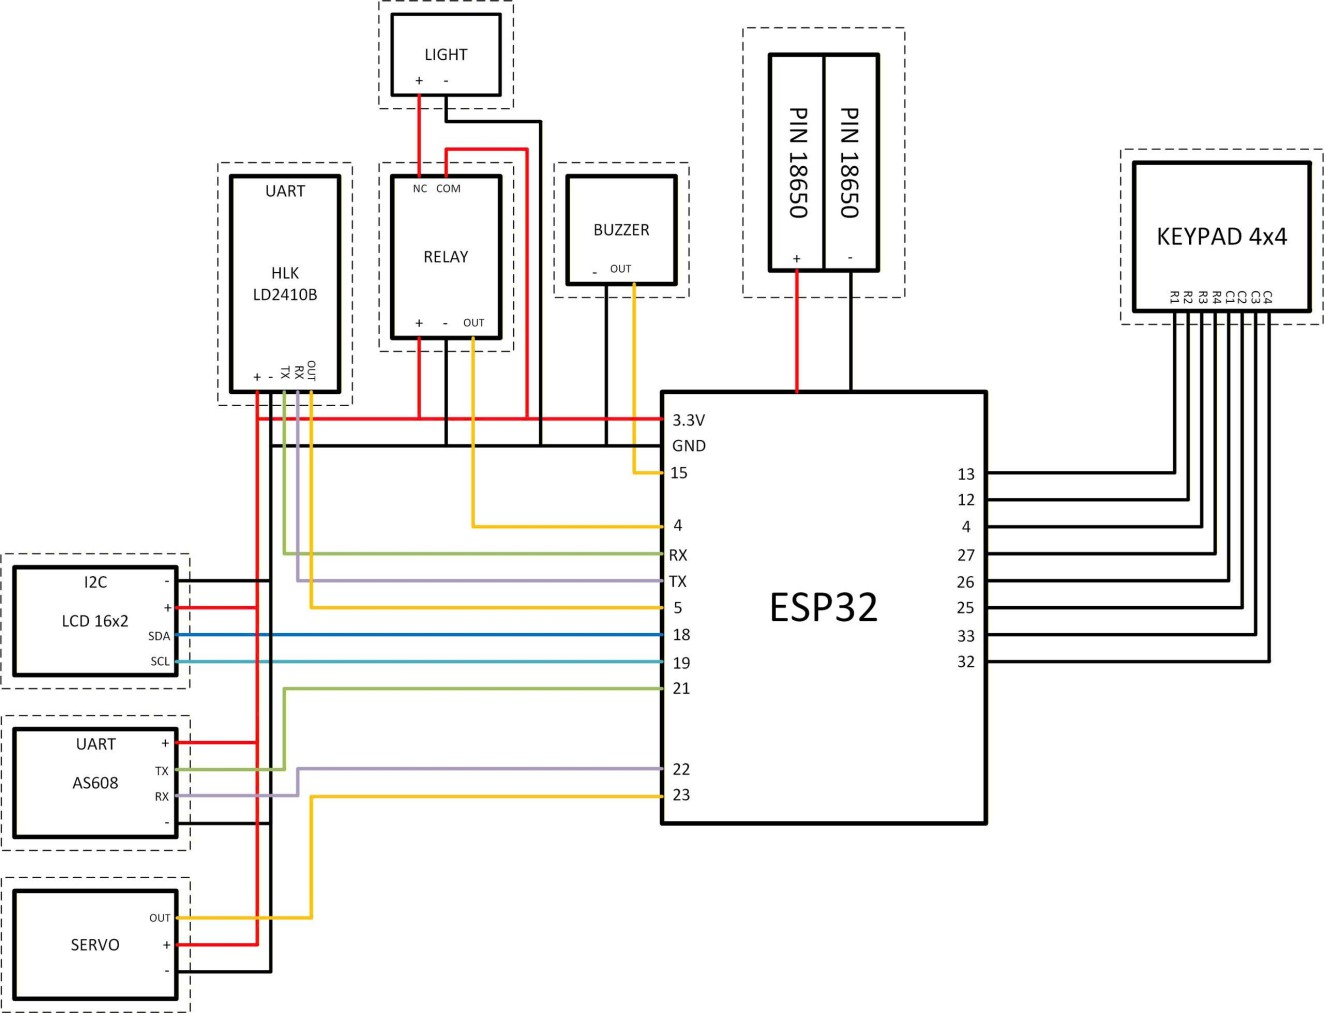 LIGHT
+ -
NC COM
RELAY
+ - OUT
UART
HLK
LD2410B
+ - TX RX OUT
BUZZER
- OUT
PIN 18650
PIN 18650
+ -
KEYPAD 4x4
R1 R2 R3 R4 C1 C2 C3 C4
ESP32
3.3V
GND
15
4
RX
TX
5
18
19
21
22
23
13
12
4
27
26
25
33
32
I2C -
+
LCD 16x2
SDA
SCL
UART +
TX
AS608
RX
-
OUT
SERVO +
-